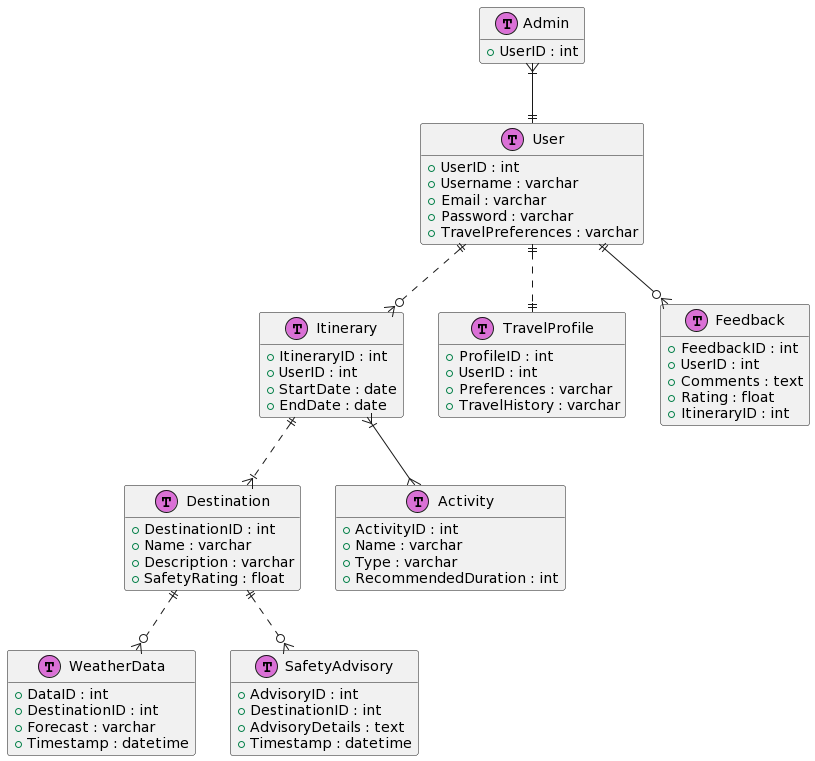 T Admin
UserID : int
T User
UserID : int
Username : varchar
Email : varchar
Password : varchar
TravelPreferences : varchar
T Itinerary
ItineraryID : int
UserID : int
StartDate : date
EndDate : date
T TravelProfile
ProfileID : int
UserID : int
Preferences : varchar
TravelHistory : varchar
T Feedback
FeedbackID : int
UserID : int
Comments : text
Rating : float
ItineraryID : int
T Destination
DestinationID : int
Name : varchar
Description : varchar
SafetyRating : float
T Activity
ActivityID : int
Name : varchar
Type : varchar
RecommendedDuration : int
T WeatherData
DataID : int
DestinationID : int
Forecast : varchar
Timestamp : datetime
T SafetyAdvisory
AdvisoryID : int
DestinationID : int
AdvisoryDetails : text
Timestamp : datetime